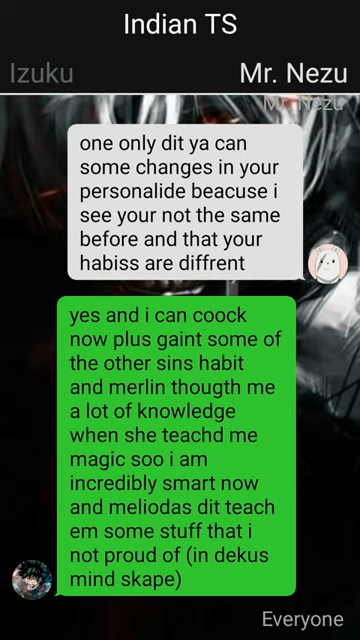 Indian TS
Izuku
Mr. Nezu
Mr. Nezu
one only dit ya can
some changes in your
personalide beacuse i
see your not the same
before and that your
habiss are diffrent
yes and i can coock
now plus gaint some of
the other sins habit
and merlin thougth me
a lot of knowledge
when she teachd me
magic soo i am
incredibly smart now
and meliodas dit teach
em some stuff that i
not proud of (in dekus
mind skape)
Everyone